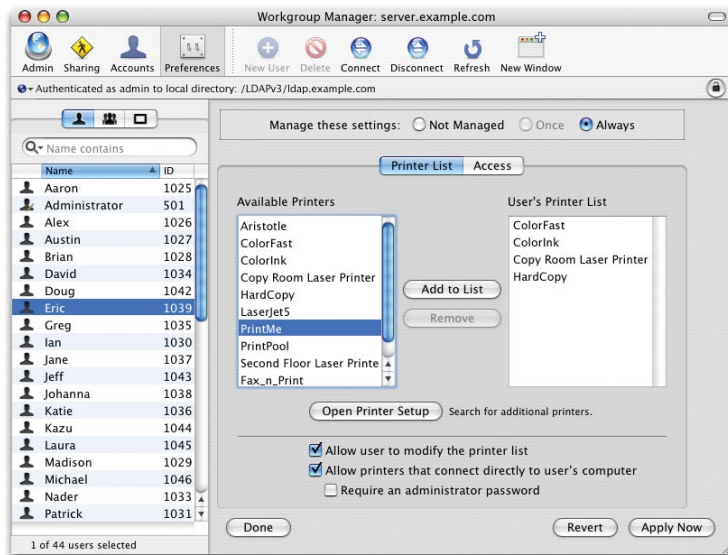 Workgroup Manager: server.example.com
Admin Sharing Accounts Preferences New User Delete Connect Disconnect Refresh New Window
Authenticated as admin to local directory: /LDAPv3/ldap.example.com
Name contains
Name ID
Aaron 1025
Administrator 501
Alex 1026
Austin 1027
Brian 1028
David 1034
Doug 1042
Eric 1039
Greg 1035
Ian 1030
Jane 1037
Jeff 1043
Johanna 1038
Katie 1036
Kazu 1044
Laura 1045
Madison 1029
Michael 1046
Nader 1033
Patrick 1031
1 of 44 users selected
Manage these settings: Not Managed Once Always
Printer List Access
Available Printers
Aristotle
ColorFast
ColorInk
Copy Room Laser Printer
HardCopy
LaserJet5
PrintMe
PrintPool
Second Floor Laser Printe
Fax_n_Print
Add to List
Remove
User's Printer List
ColorFast
ColorInk
Copy Room Laser Printer
HardCopy
Open Printer Setup Search for additional printers.
Allow user to modify the printer list
Allow printers that connect directly to user's computer
Require an administrator password
Done Revert Apply Now